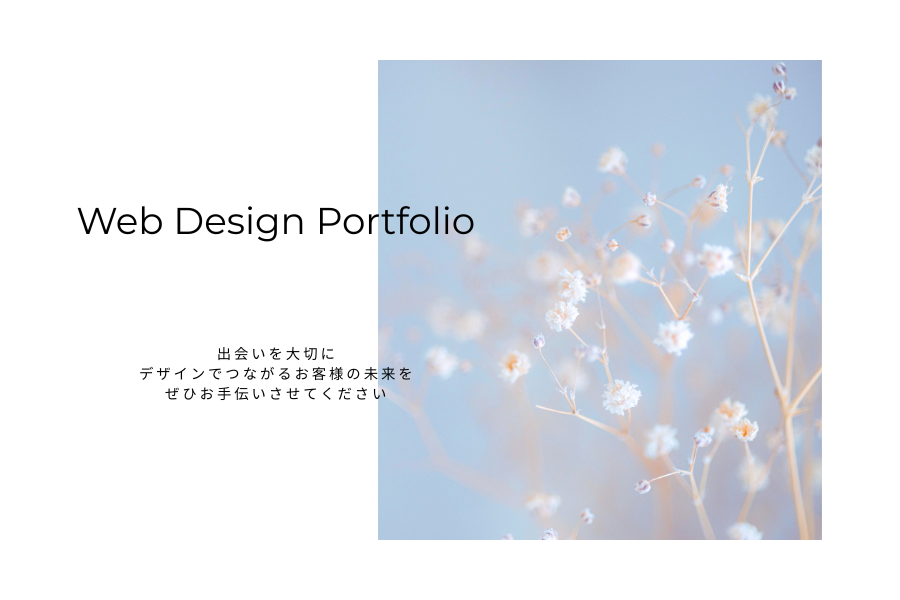 Web Design Portfolio
出会いを大切に
デザインでつながるお客様の未来を
ぜひお手伝いさせてください